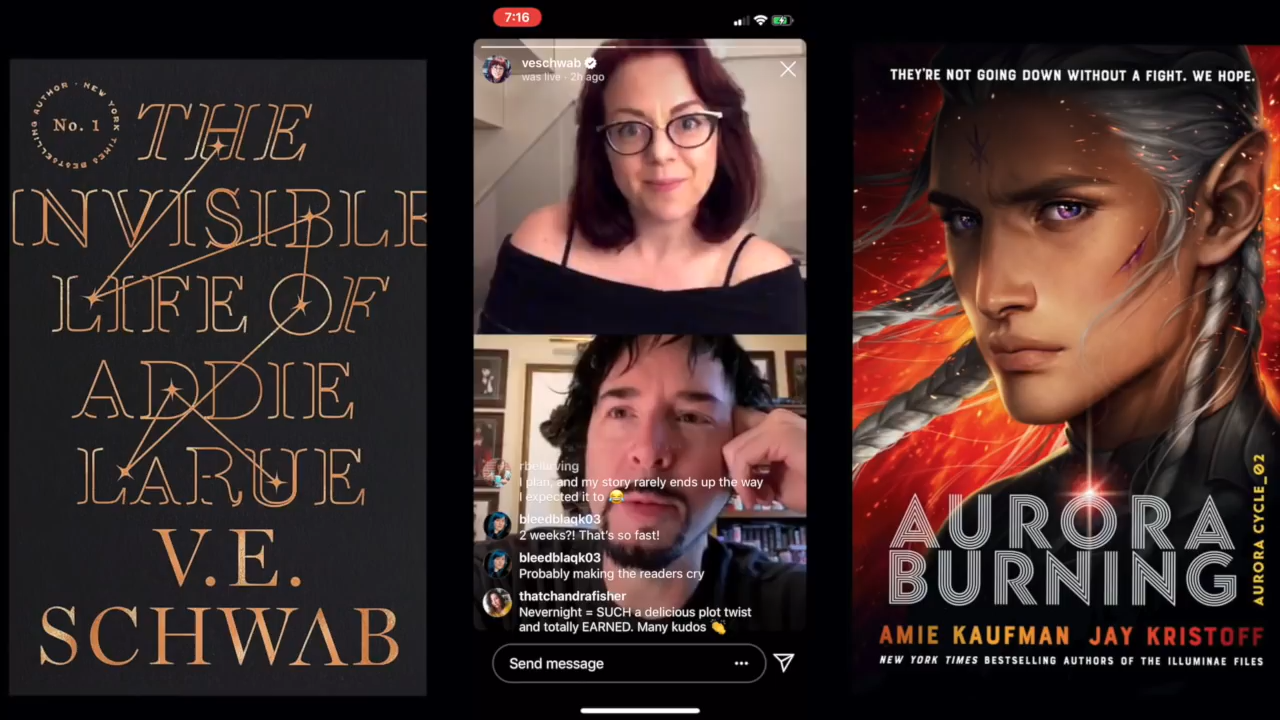 AUTHOR · NEW YORK TIMES BESTSELLING
No. 1
THE
INVISIBLE
LIFE OF
ADDIE
LARUE
V.E.
SCHWAB
7:16
veschwab
was live · 2h ago
I plan, and my story rarely ends up the way
I expected it to 😂
bleedblaqk03
2 weeks?! That's so fast!
bleedblaqk03
Probably making the readers cry
thatchandrafisher
Nevernight = SUCH a delicious plot twist
and totally EARNED. Many kudos 👏
Send message
THEY'RE NOT GOING DOWN WITHOUT A FIGHT. WE HOPE.
AURORA
BURNING
AURORA CYCLE_02
AMIE KAUFMAN JAY KRISTOFF
NEW YORK TIMES BESTSELLING AUTHORS OF THE ILLUMINAE FILES